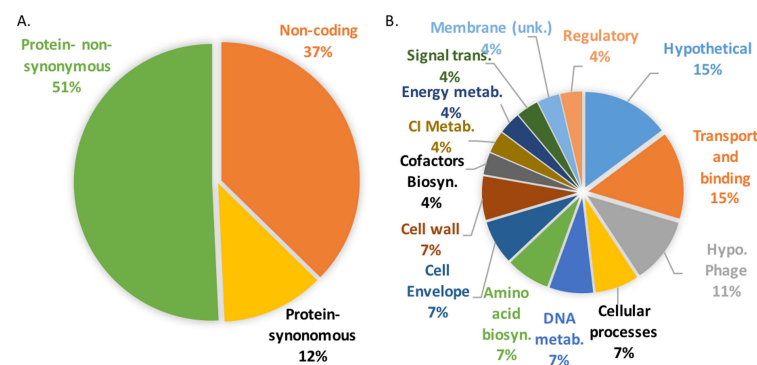 A.
Protein- non-
synonymous
51%
Non-coding
37%
Protein-
synonomous
12%
B.
Membrane (unk.)
4%
Regulatory
4%
Hypothetical
15%
Signal trans.
4%
Energy metab.
4%
CI Metab.
4%
Cofactors
Biosyn.
4%
Cell wall
7%
Cell
Envelope
7%
Amino
acid
biosyn.
7%
DNA
metab.
7%
Cellular
processes
7%
Hypo.
Phage
11%
Transport
and
binding
15%